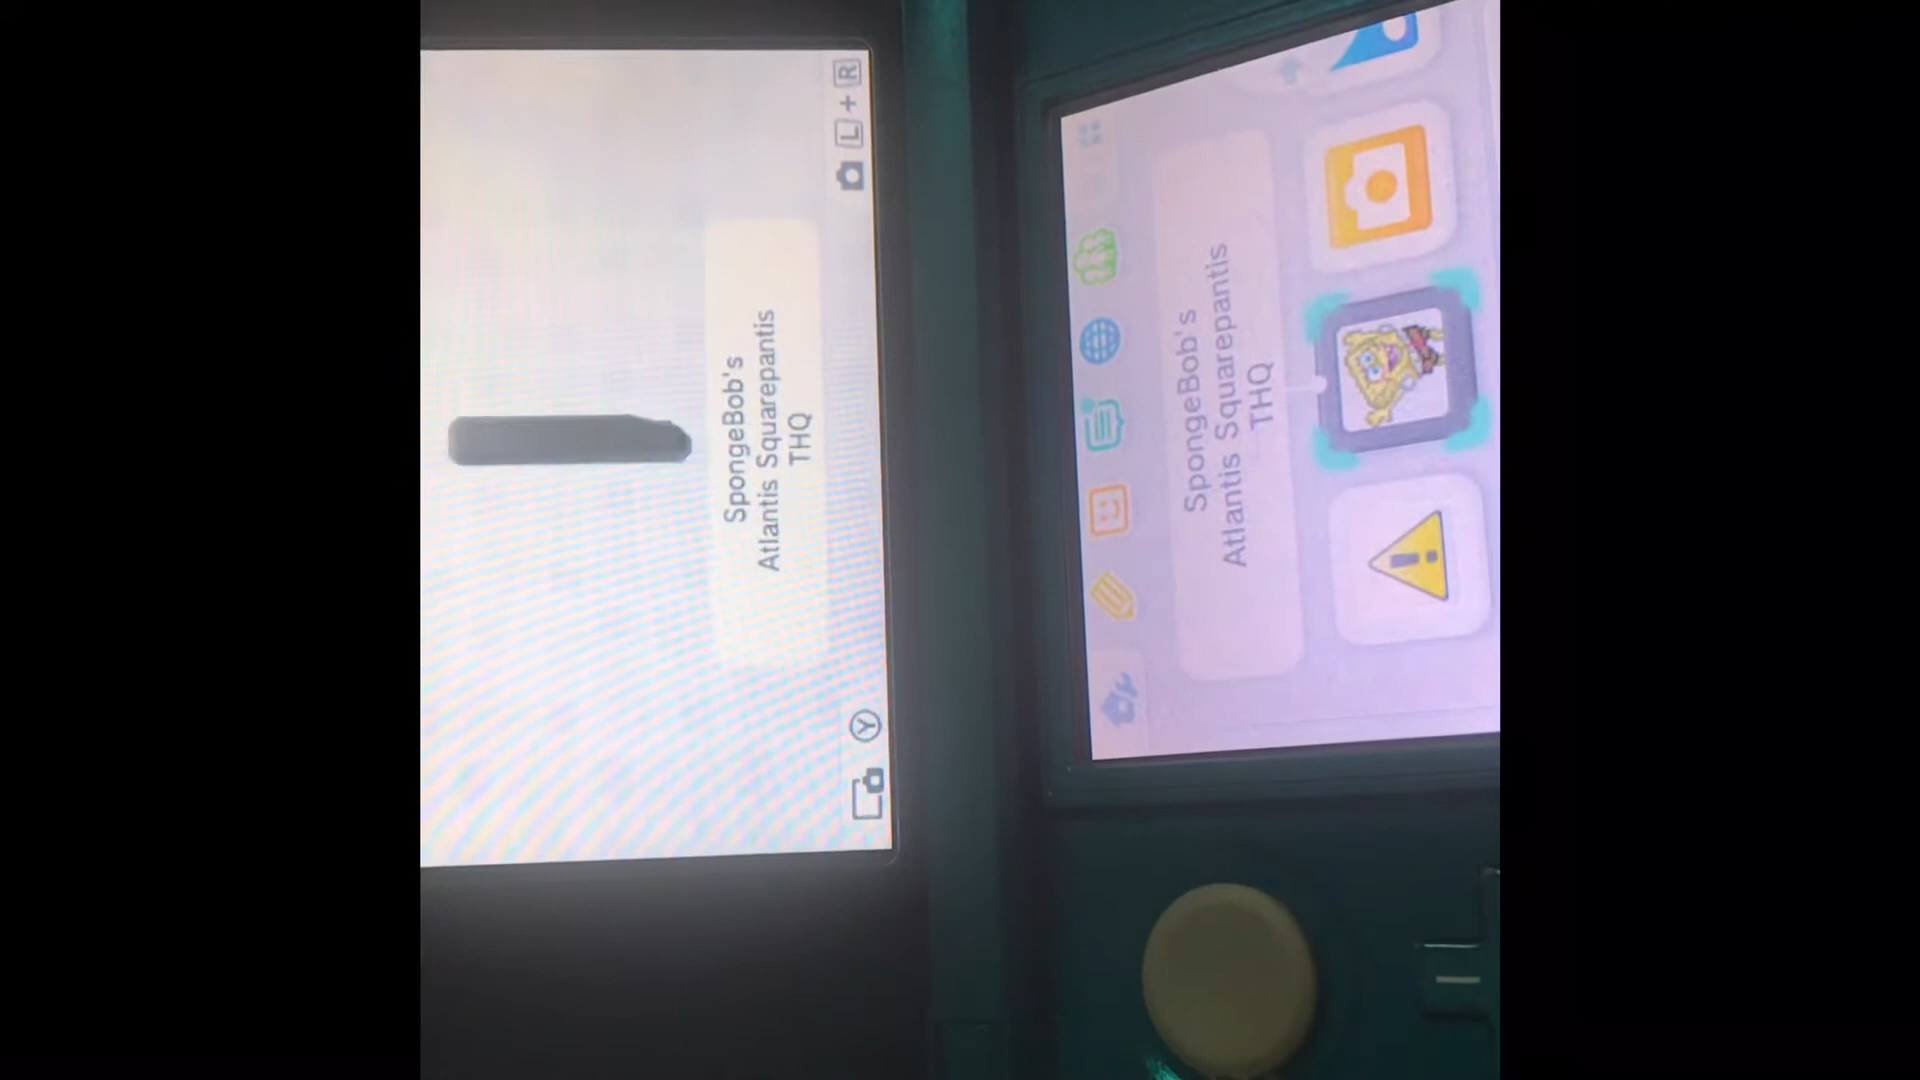 L + R
SpongeBob's
Atlantis Squarepantis
THQ
Y
SpongeBob's
Atlantis Squarepantis
THQ